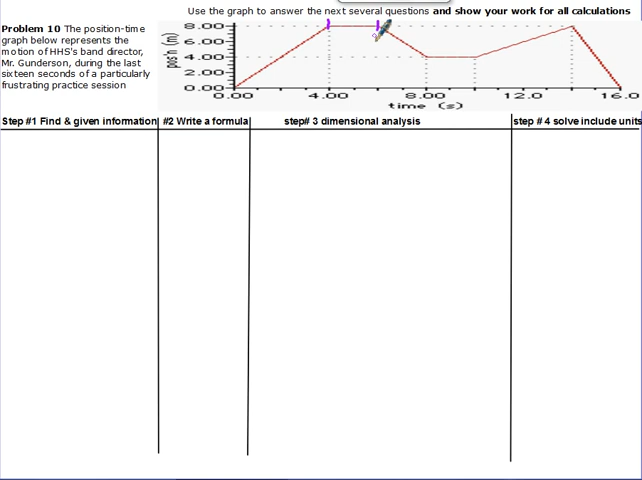 Use the graph to answer the next several questions and show your work for all calculations
Problem 10 The position-time
graph below represents the
motion of HHS's band director,
Mr. Gunderson, during the last
sixteen seconds of a particularly
frustrating practice session
pos'n (m)
8.00
6.00
4.00
2.00
0.00
0.00 4.00 8.00 12.0 16.0
time (s)
Step #1 Find & given information #2 Write a formula step# 3 dimensional analysis step # 4 solve include units